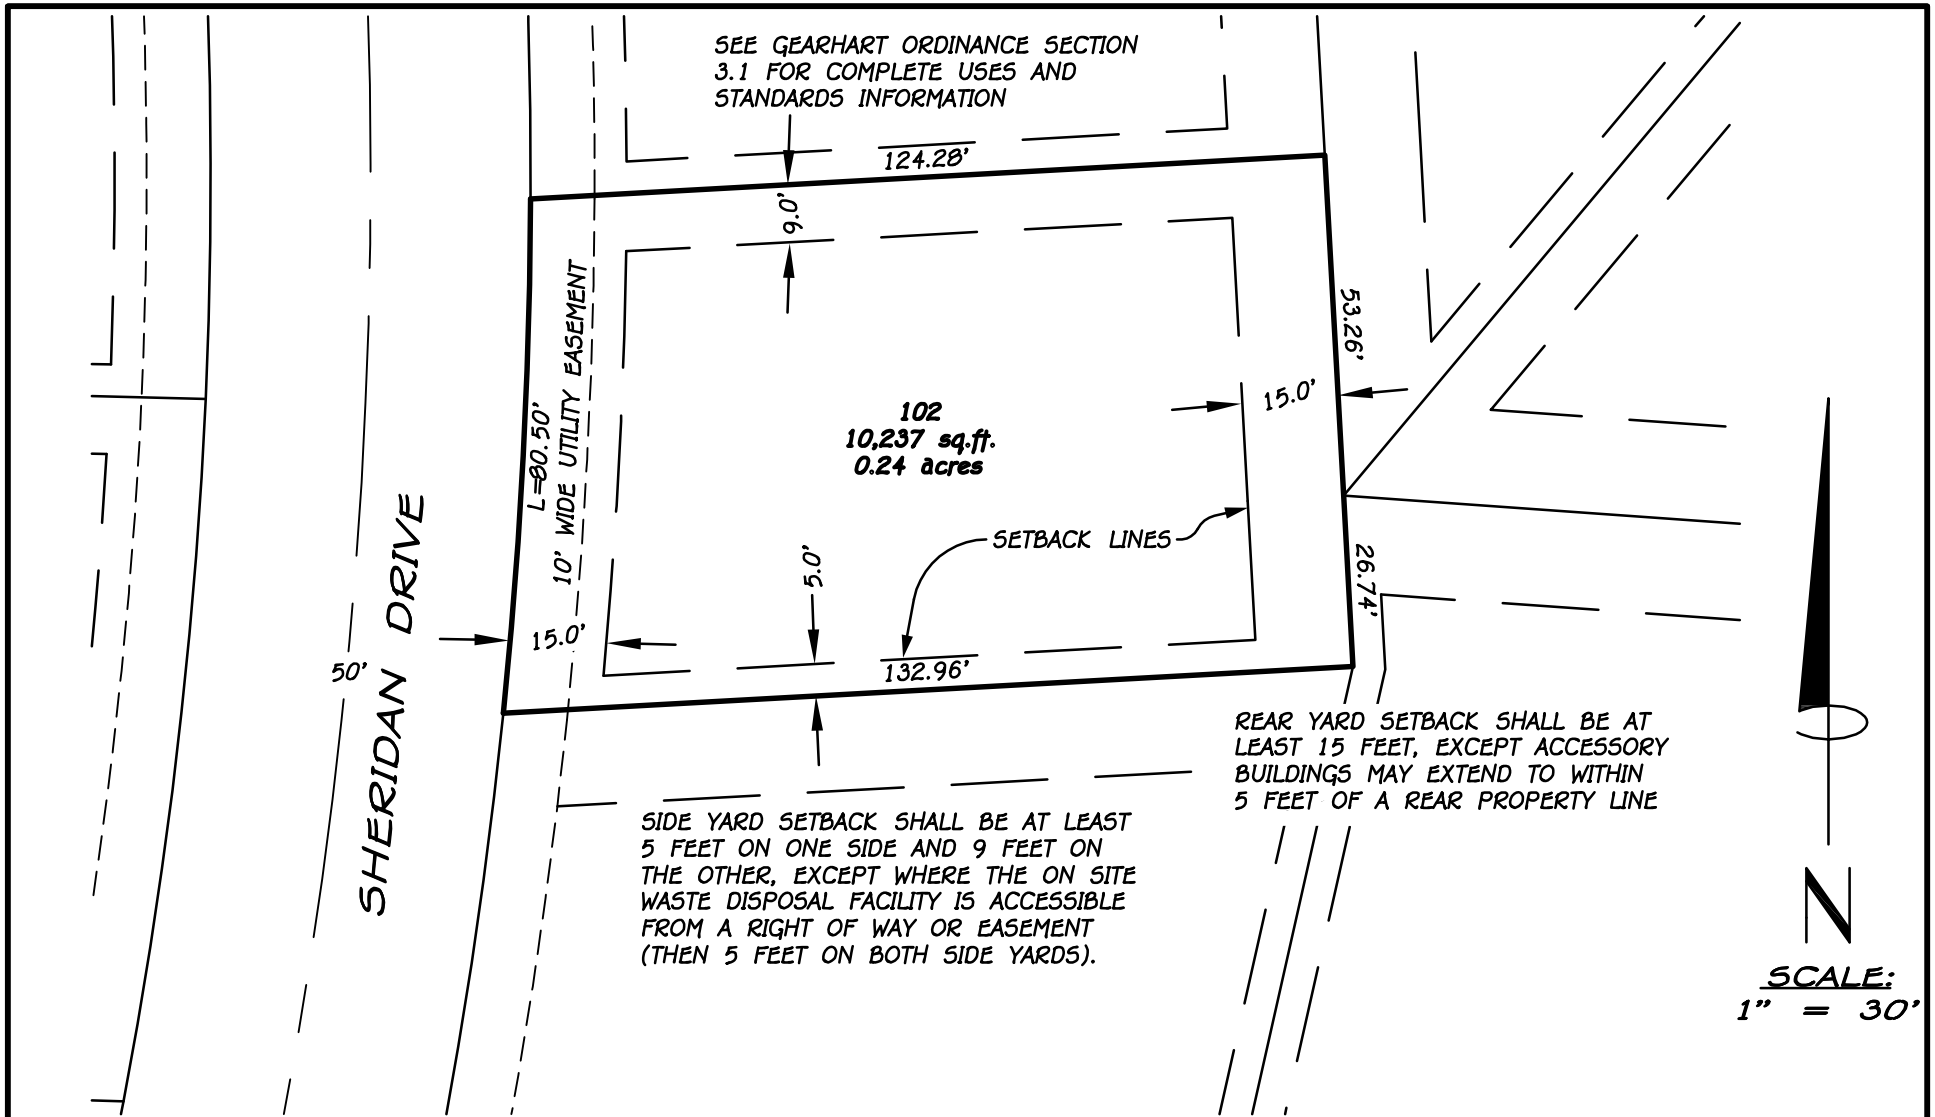 SEE GEARHART ORDINANCE SECTION
3.1 FOR COMPLETE USES AND
STANDARDS INFORMATION
124.28'
9.0'
53.26'
15.0'
102
10,237 sq.ft.
0.24 acres
L=80.50'
10' WIDE UTILITY EASEMENT
SETBACK LINES
5.0'
26.74'
15.0'
132.96'
50'
SHERIDAN DRIVE
REAR YARD SETBACK SHALL BE AT
LEAST 15 FEET, EXCEPT ACCESSORY
BUILDINGS MAY EXTEND TO WITHIN
5 FEET OF A REAR PROPERTY LINE
SIDE YARD SETBACK SHALL BE AT LEAST
5 FEET ON ONE SIDE AND 9 FEET ON
THE OTHER, EXCEPT WHERE THE ON SITE
WASTE DISPOSAL FACILITY IS ACCESSIBLE
FROM A RIGHT OF WAY OR EASEMENT
(THEN 5 FEET ON BOTH SIDE YARDS).
N
SCALE:
1" = 30'